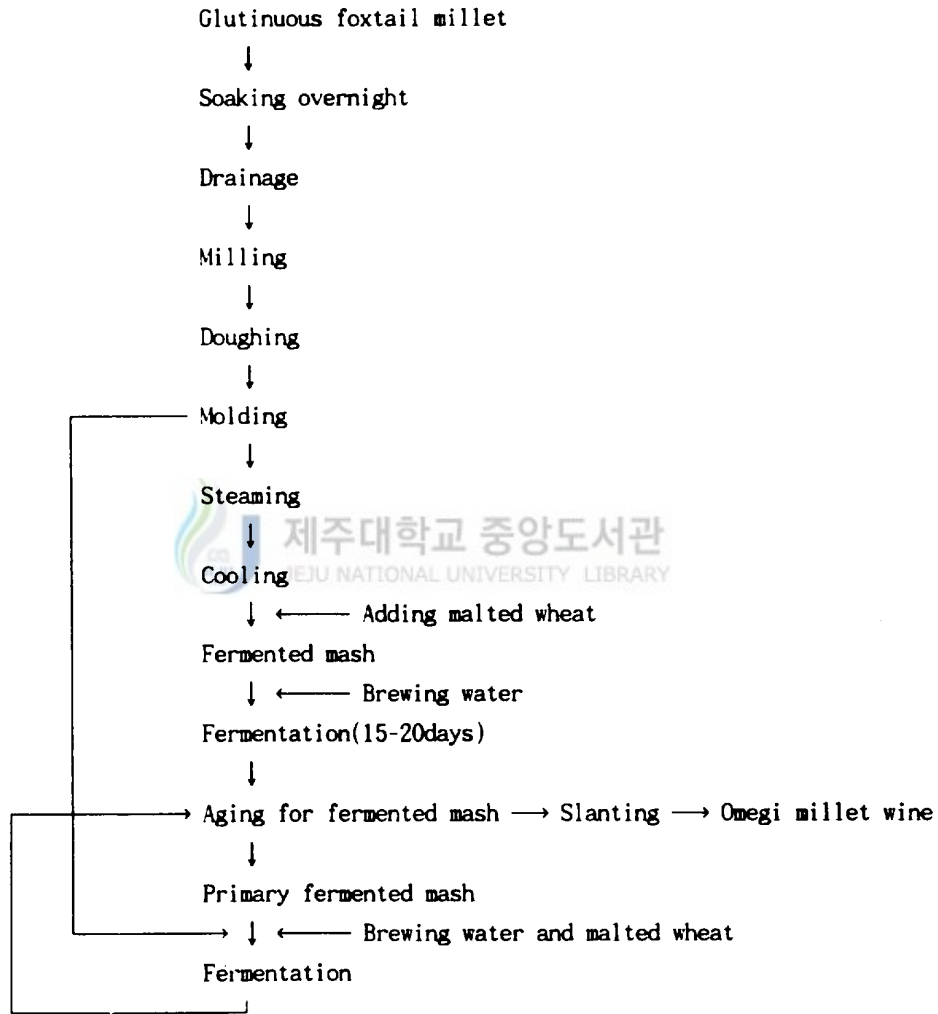 Glutinuous foxtail millet
Soaking overnight
Drainage
Milling
Doughing
Molding
Steaming
제주대학교 중앙도서관
Cooling
JEJU NATIONAL UNIVERSITY LIBRARY
Adding malted wheat
Fermented mash
Brewing water
Fermentation(15-20days)
Aging for fermented mash → Slanting → Omegi millet wine
Primary fermented mash
Brewing water and malted wheat
Fermentation